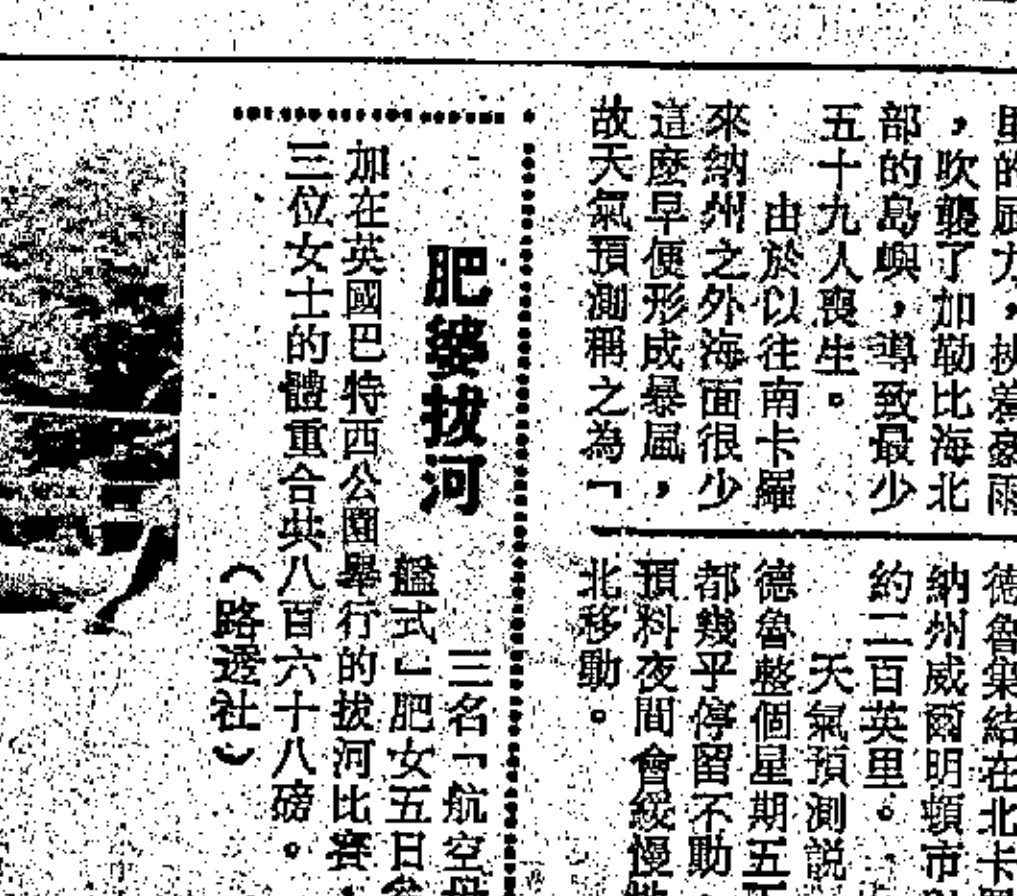 里的風力，挾着豪雨
，吹襲了加勒比海北
部的島嶼，導致最少
五十九人喪生。
由於以往南卡羅
來納州之外海面很少
這麼早便形成暴風，
故天氣預測稱之為「
德魯集結在北卡
納州威爾明頓市
約二百英里。
天氣預測説
德魯整個星期五
都幾乎停留不動
預料夜間會緩慢
北移動。
肥婆拔河
三名「航空母
艦式」肥女五日參
加在英國巴特西公園舉行的拔河比賽，
三位女士的體重合共八百六十八磅。
（路透社）